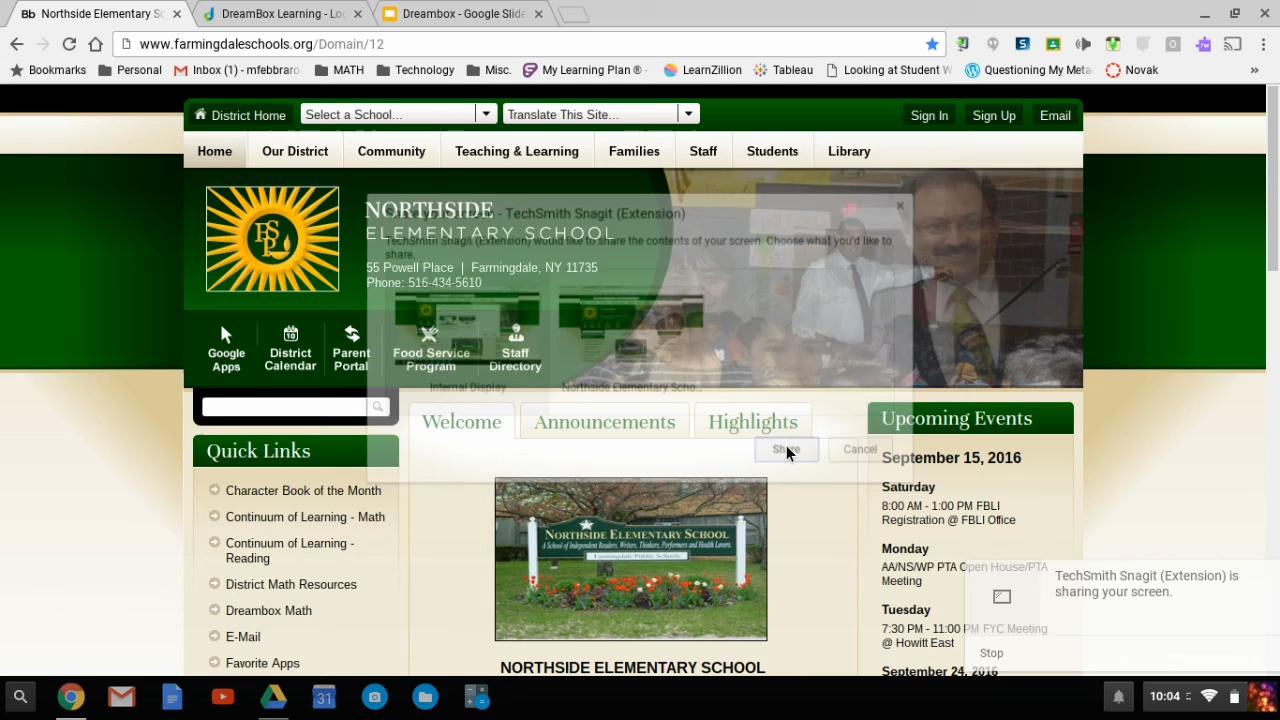 Northside Elementary Sc
DreamBox Learning - Lo
Dreambox - Google Slide
www.farmingdaleschools.org/Domain/12
Bookmarks
Personal
Inbox (1) - mfebbraro
MATH
Technology
Misc.
My Learning Plan ® -
LearnZillion
Tableau
Looking at Student W
Questioning My Meta
Novak
»
District Home
Select a School...
Translate This Site...
Sign In
Sign Up
Email
Home
Our District
Community
Teaching & Learning
Families
Staff
Students
Library
NORTHSIDE
ELEMENTARY SCHOOL
55 Powell Place | Farmingdale, NY 11735
Phone: 516-434-5610
- TechSmith Snagit (Extension)
TechSmith Snagit (Extension) would like to share the contents of your screen. Choose what you'd like to
share.
Internal Display
Northside Elementary Scho...
Share
Cancel
Google
Apps
District
Calendar
Parent
Portal
Food Service
Program
Staff
Directory
Welcome
Announcements
Highlights
Quick Links
Character Book of the Month
Continuum of Learning - Math
Continuum of Learning -
Reading
District Math Resources
Dreambox Math
E-Mail
Favorite Apps
NORTHSIDE ELEMENTARY SCHOOL
A School of Independent Readers, Writers, Thinkers, Performers and Health Lovers
Farmingdale Public Schools
NORTHSIDE ELEMENTARY SCHOOL
Upcoming Events
September 15, 2016
Saturday
8:00 AM - 1:00 PM FBLI
Registration @ FBLI Office
Monday
AA/NS/WP PTA Open House/PTA
Meeting
Tuesday
7:30 PM - 11:00 PM FYC Meeting
@ Howitt East
September 24, 2016
TechSmith Snagit (Extension) is
sharing your screen.
Stop
31
10:04